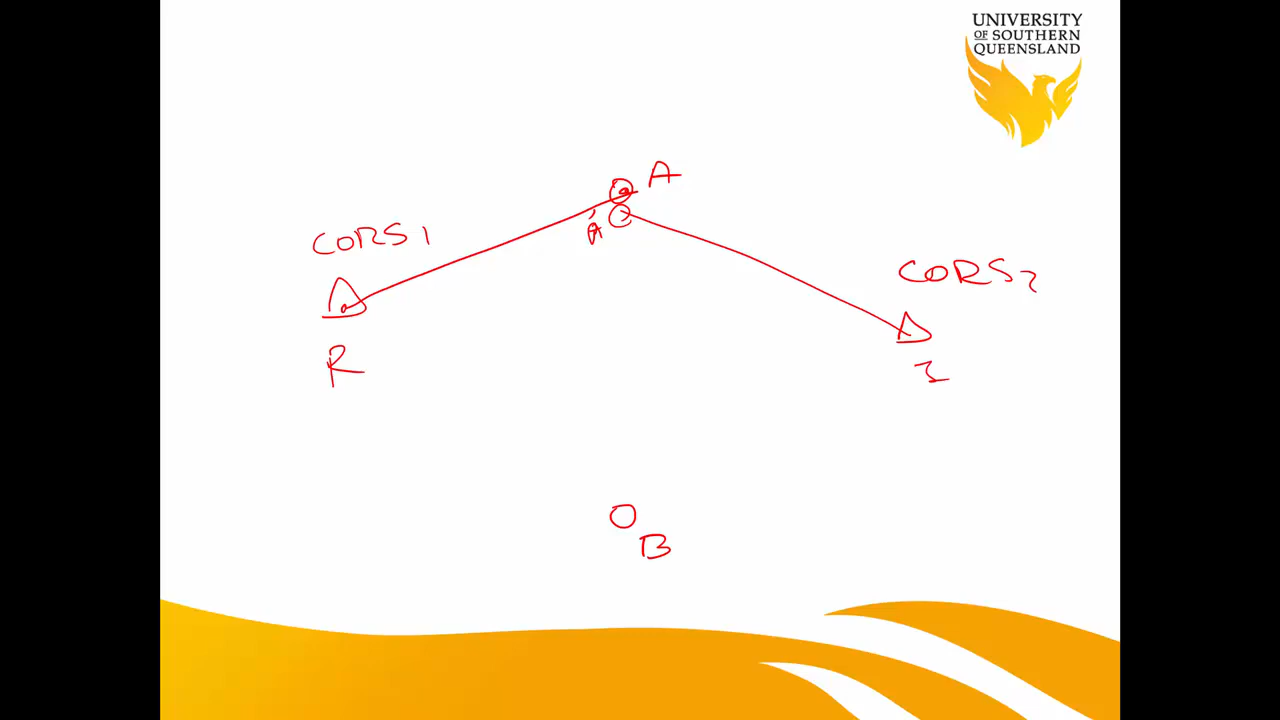 UNIVERSITY
OF SOUTHERN
QUEENSLAND
A
CORS1
Á
CORS2
R
B